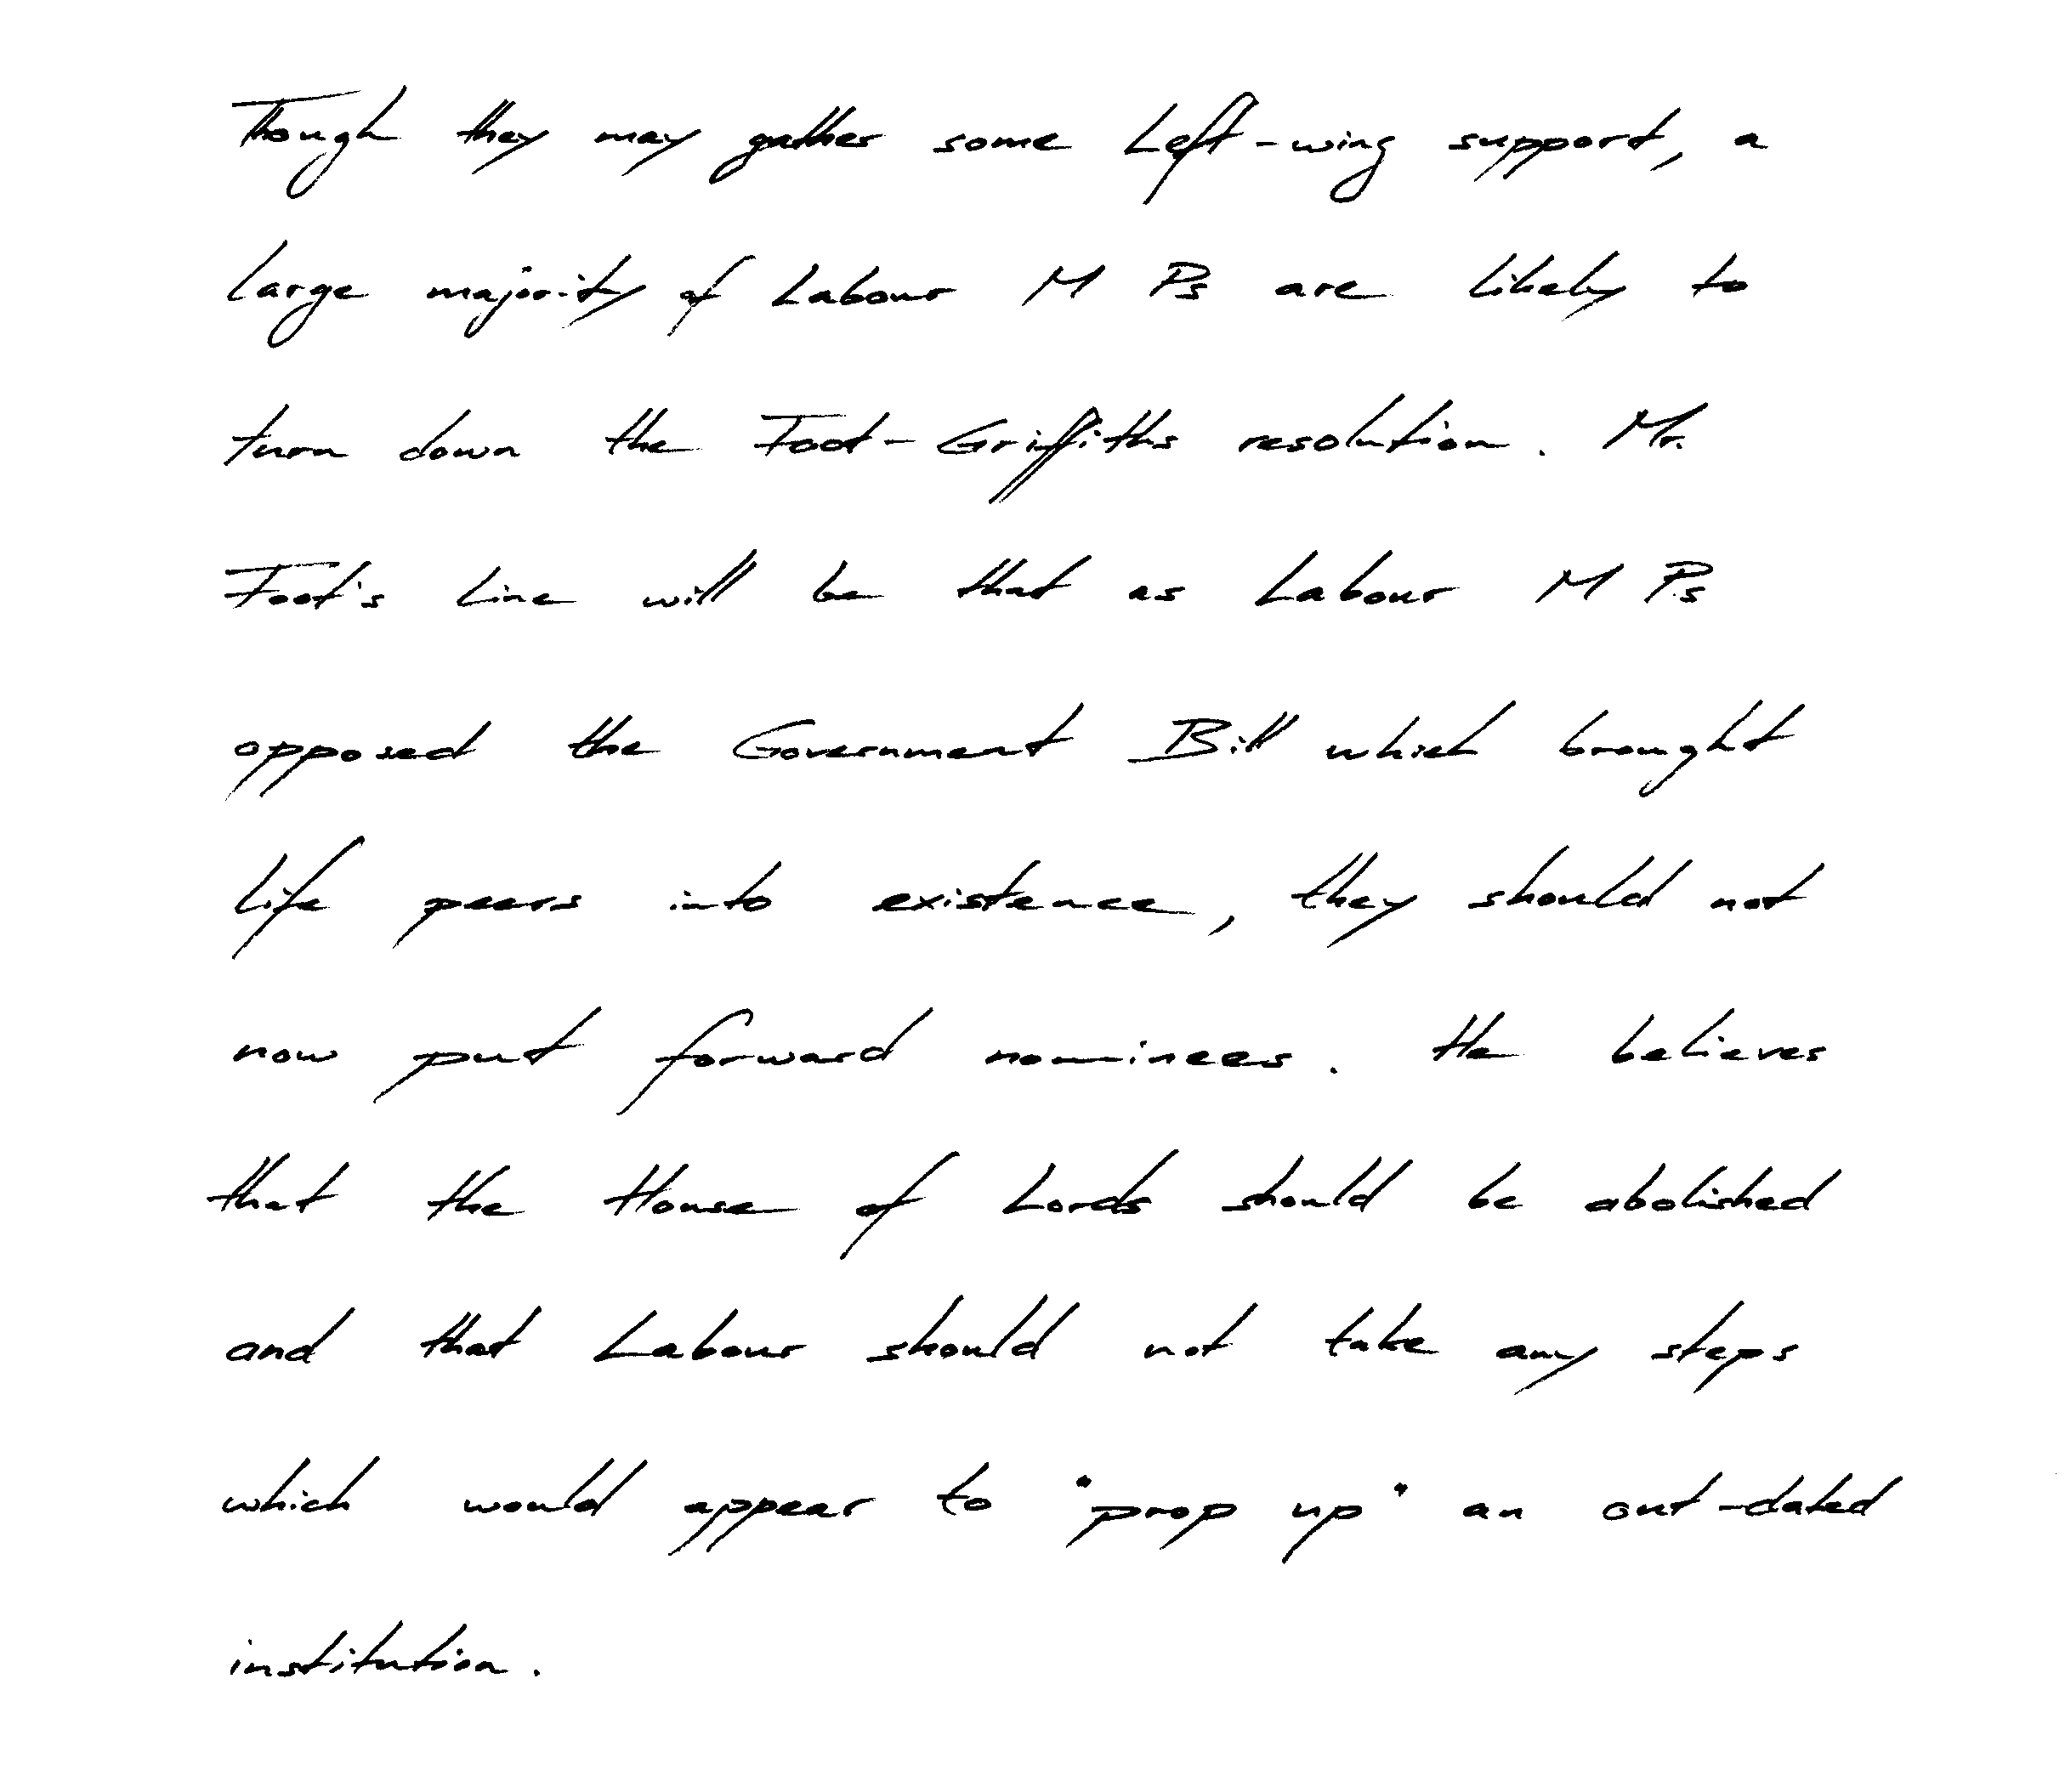 Though they may gather some Left-wing support, a
large majority of Labour M Ps are likely to
turn down the Foot-Griffiths resolution. Mr.
Foot's line will be that as Labour M Ps
opposed the Government Bill which brought
life peers into existence, they should not
now put forward nominees. He believes
that the House of Lords should be abolished
and that Labour should not take any steps
which would appear to "prop up" an out-dated
institution.